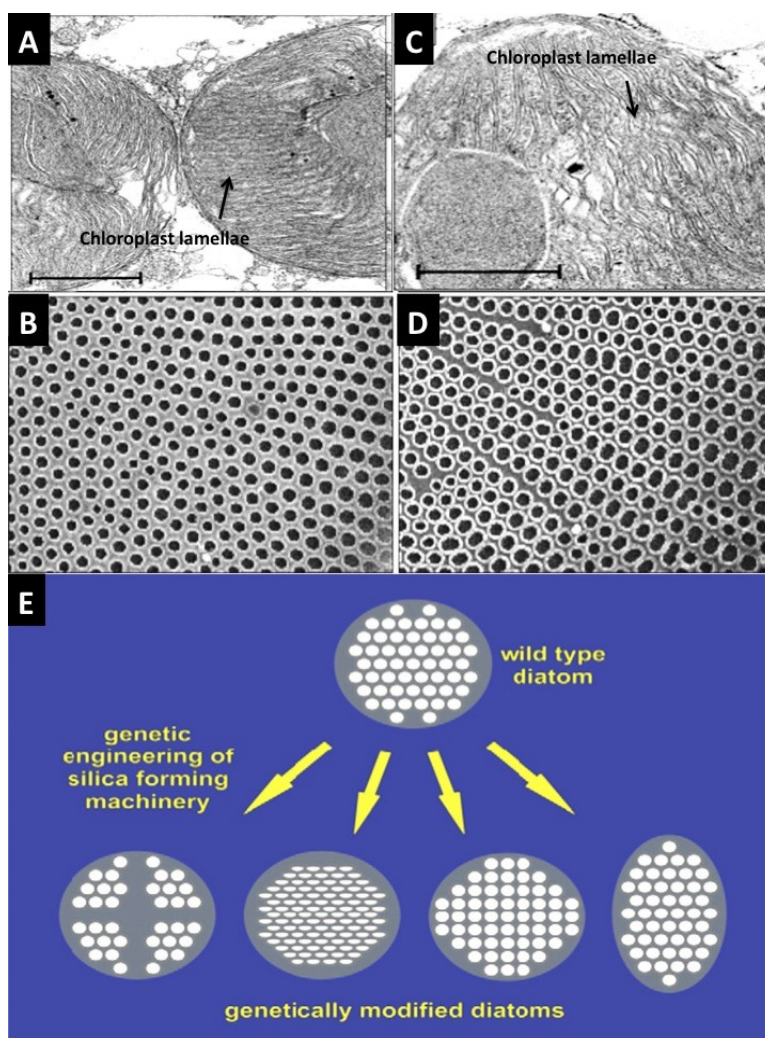 A
Chloroplast lamellae
C
Chloroplast lamellae
B
D
E
wild type
diatom
genetic
engineering of
silica forming
machinery
genetically modified diatoms